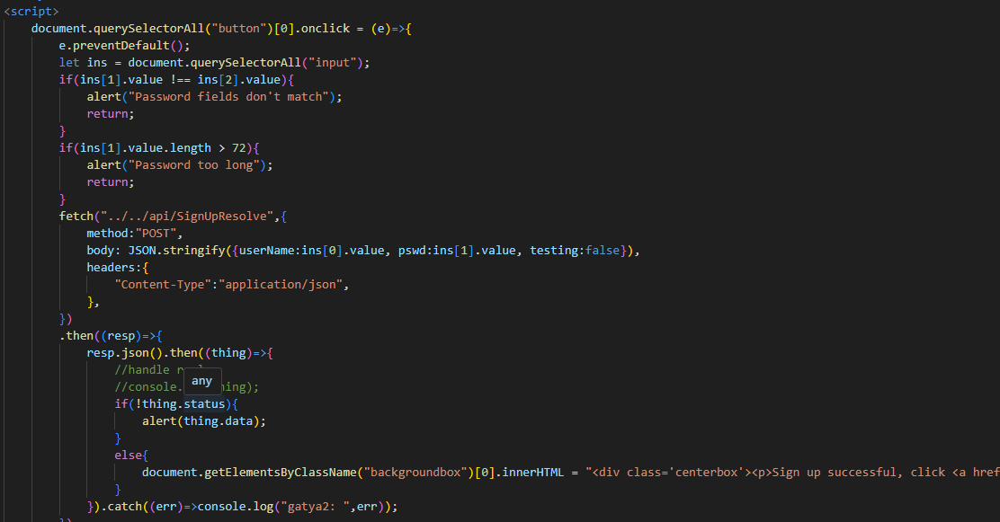 <script>
document.querySelectorAll("button")[0].onclick = (e)=>{
e.preventDefault();
let ins = document.querySelectorAll("input");
if(ins[1].value !== ins[2].value){
alert("Password fields don't match");
return;
}
if(ins[1].value.length > 72){
alert("Password too long");
return;
}
fetch("../../api/SignUpResolve",{
method:"POST",
body: JSON.stringify({userName:ins[0].value, pswd:ins[1].value, testing:false}),
headers:{
"Content-Type":"application/json",
},
})
.then((resp)=>{
resp.json().then((thing)=>{
//handle
any
//console.
if(!thing.status){
alert(thing.data);
}
else{
document.getElementsByClassName("backgroundbox")[0].innerHTML = "<div class='centerbox'><p>Sign up successful, click <a href
}
}).catch((err)=>console.log("gatya2: ",err));